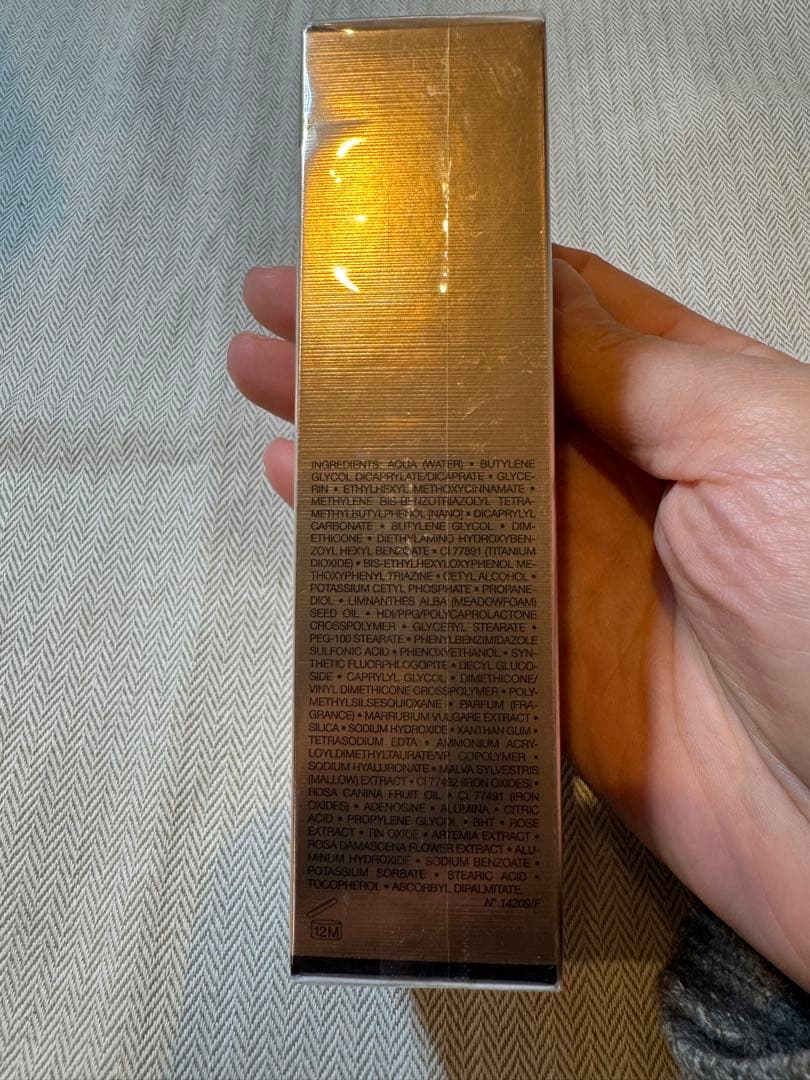 INGREDIENTS: AQUA (WATER) • BUTYLENE
GLYCOL DICAPRYLATE/DICAPRATE • GLYCE-
RIN • ETHYLHEXYL METHOXYCINNAMATE •
METHYLENE BIS-BENZOTRIAZOLYL TETRA-
METHYLBUTYLPHENOL [NANO] • DICAPRYLYL
CARBONATE • BUTYLENE GLYCOL • DIM-
ETHICONE • DIETHYLAMINO HYDROXYBEN-
ZOYL HEXYL BENZOATE • CI 77891 (TITANIUM
DIOXIDE) • BIS-ETHYLHEXYLOXYPHENOL ME-
THOXYPHENYL TRIAZINE • CETYL ALCOHOL •
POTASSIUM CETYL PHOSPHATE • PROPANE-
DIOL • LIMNANTHES ALBA (MEADOWFOAM)
SEED OIL • HDI/PPG/POLYCAPROLACTONE
CROSSPOLYMER • GLYCERYL STEARATE •
PEG-100 STEARATE • PHENYLBENZIMIDAZOLE
SULFONIC ACID • PHENOXYETHANOL • SYN-
THETIC FLUORPHLOGOPITE • DECYL GLUCO-
SIDE • CAPRYLYL GLYCOL • DIMETHICONE/
VINYL DIMETHICONE CROSSPOLYMER • POLY-
METHYLSILSESQUIOXANE • PARFUM (FRA-
GRANCE) • MARRUBIUM VULGARE EXTRACT •
SILICA • SODIUM HYDROXIDE • XANTHAN GUM •
TETRASODIUM EDTA • AMMONIUM ACRY-
LOYLDIMETHYLTAURATE/VP COPOLYMER •
SODIUM HYALURONATE • MALVA SYLVESTRIS
(MALLOW) EXTRACT • CI 77492 (IRON OXIDES) •
ROSA CANINA FRUIT OIL • CI 77491 (IRON
OXIDES) • ADENOSINE • ALUMINA • CITRIC
ACID • PROPYLENE GLYCOL • BHT • ROSE
EXTRACT • TIN OXIDE • ARTEMIA EXTRACT •
ROSA DAMASCENA FLOWER EXTRACT • ALU-
MINUM HYDROXIDE • SODIUM BENZOATE •
POTASSIUM SORBATE • STEARIC ACID •
TOCOPHEROL • ASCORBYL DIPALMITATE.
N° 14209/F
12M